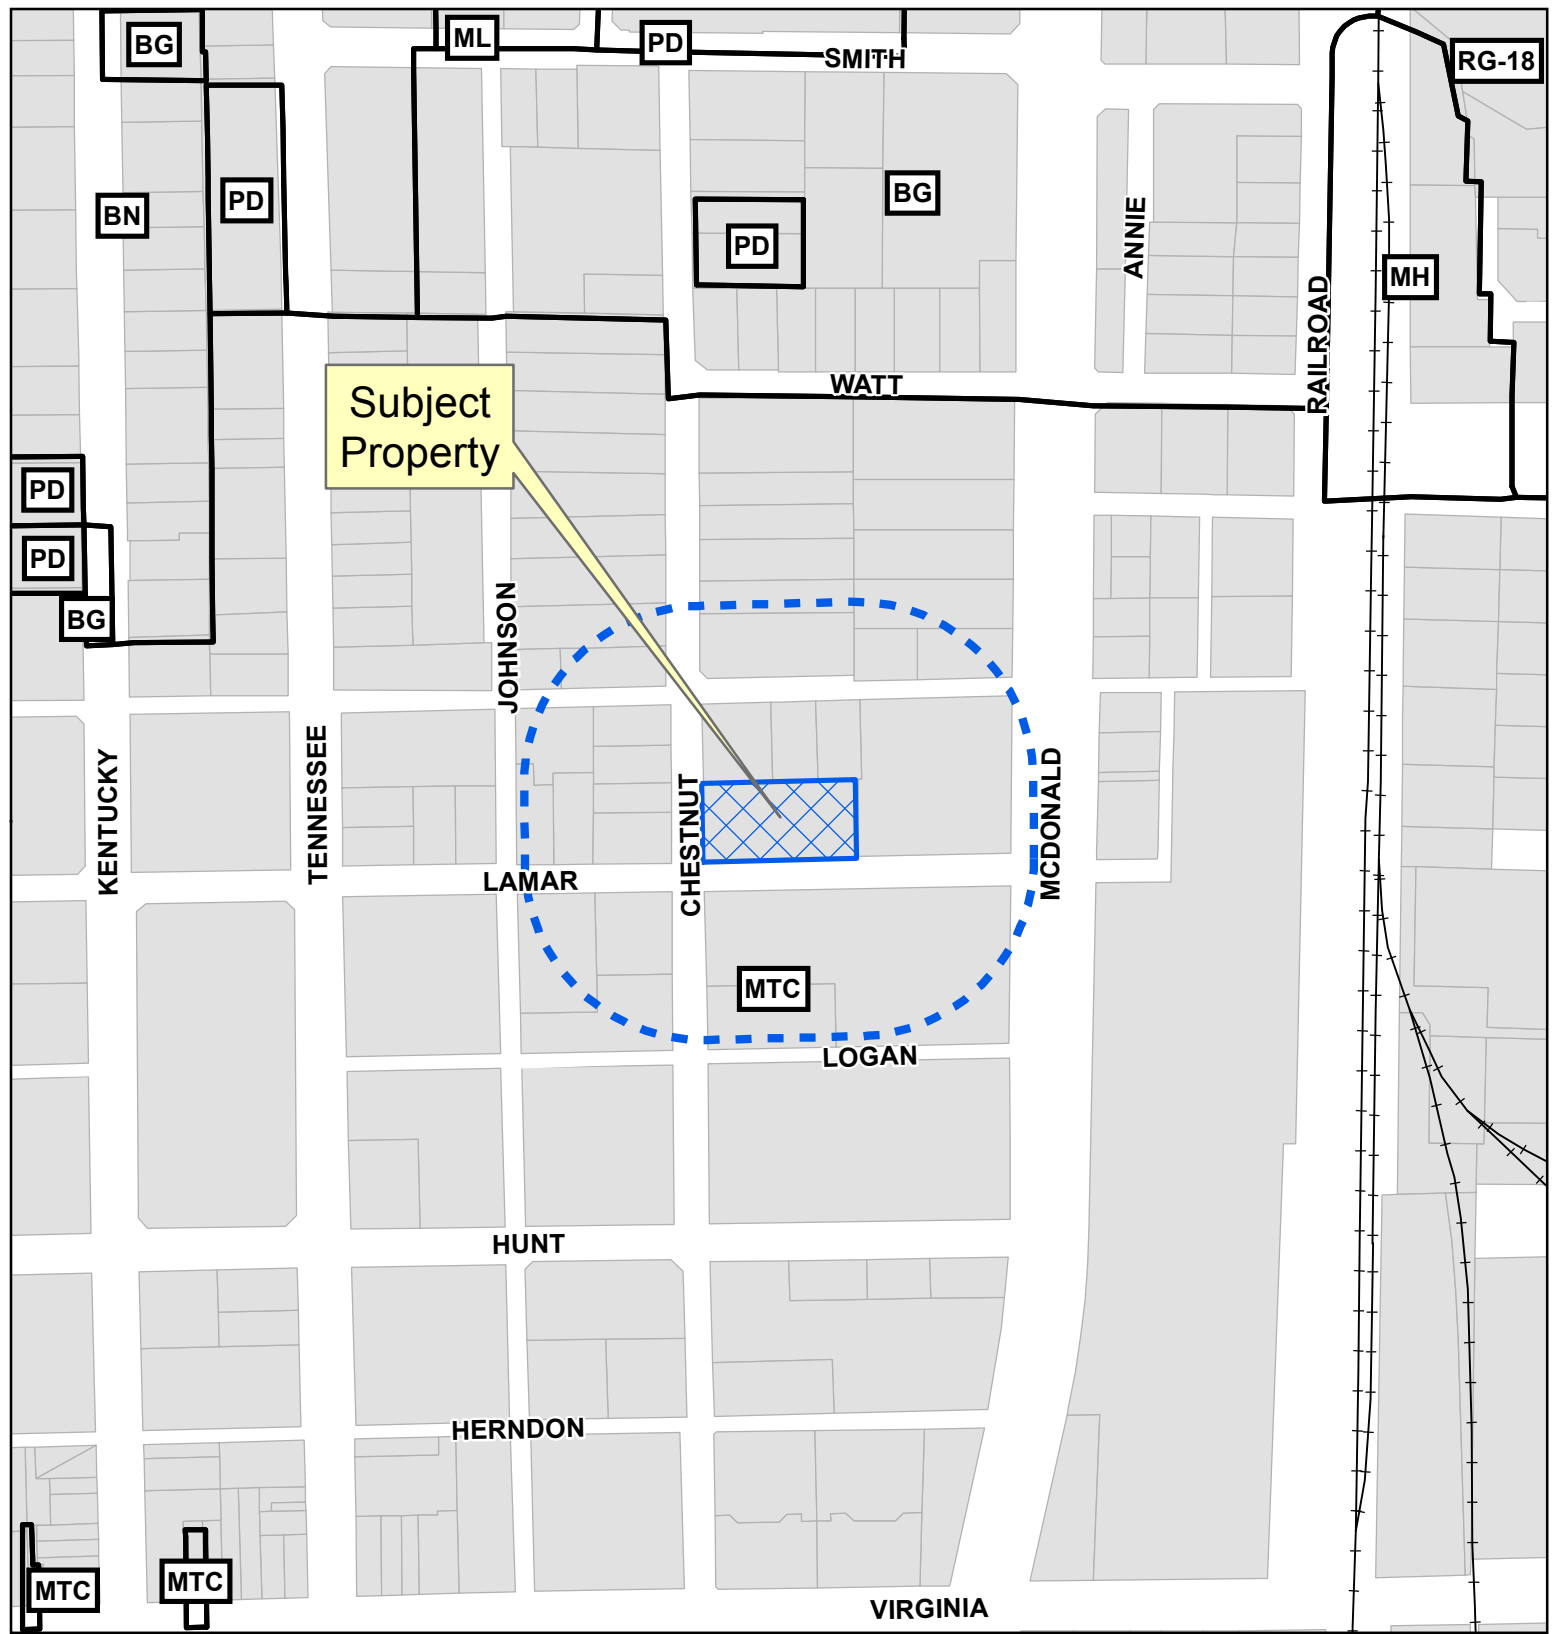 BG
ML
PD
SMITH
RG-18
BN
PD
PD
BG
ANNIE
MH
RAILROAD
WATT
Subject
Property
PD
PD
BG
JOHNSON
KENTUCKY
TENNESSEE
CHESTNUT
MCDONALD
LAMAR
MTC
LOGAN
HUNT
HERNDON
MTC
MTC
VIRGINIA